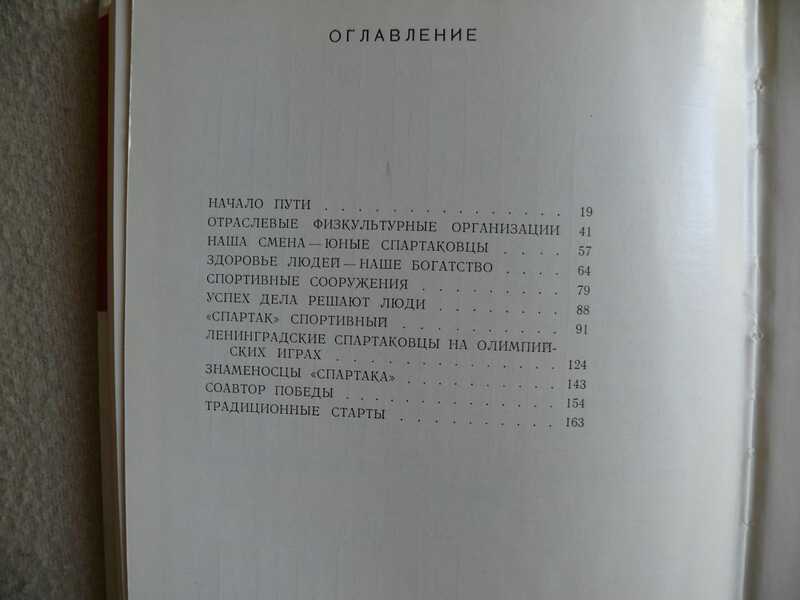 ОГЛАВЛЕНИЕ
НАЧАЛО ПУТИ . . . . . . . . . . . . . . . 19
ОТРАСЛЕВЫЕ ФИЗКУЛЬТУРНЫЕ ОРГАНИЗАЦИИ 41
НАША СМЕНА — ЮНЫЕ СПАРТАКОВЦЫ . . . . 57
ЗДОРОВЬЕ ЛЮДЕЙ — НАШЕ БОГАТСТВО . . . . 64
СПОРТИВНЫЕ СООРУЖЕНИЯ . . . . . . . . . 79
УСПЕХ ДЕЛА РЕШАЮТ ЛЮДИ . . . . . . . . 88
«СПАРТАК» СПОРТИВНЫЙ . . . . . . . . . . 91
ЛЕНИНГРАДСКИЕ СПАРТАКОВЦЫ НА ОЛИМПИЙ-
СКИХ ИГРАХ . . . . . . . . . . . . . . 124
ЗНАМЕНОСЦЫ «СПАРТАКА» . . . . . . . . . 143
СОАВТОР ПОБЕДЫ . . . . . . . . . . . . . 154
ТРАДИЦИОННЫЕ СТАРТЫ . . . . . . . . . . 163